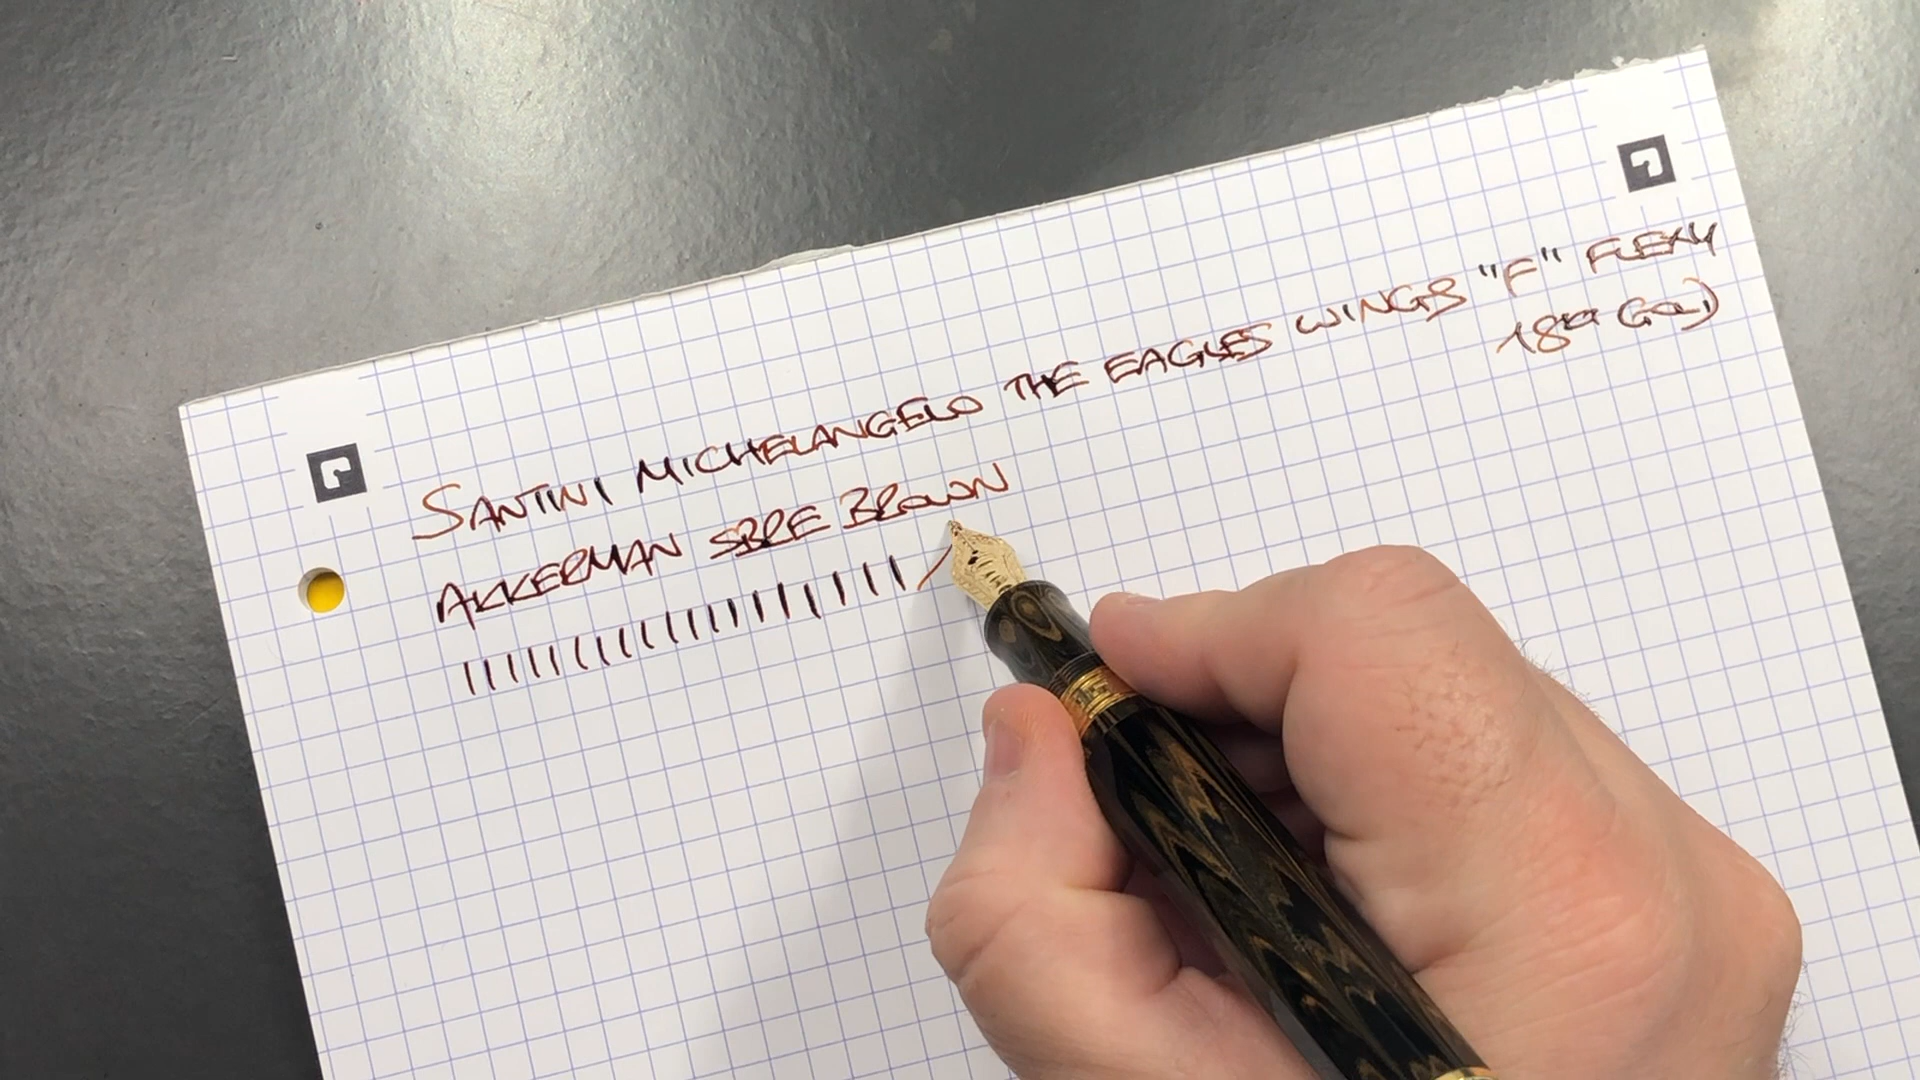 SANTINI MICHELANGELO THE EAGLES WINGS "F" FLEXY
18kt Gold
AKKERMAN SBRE BROWN